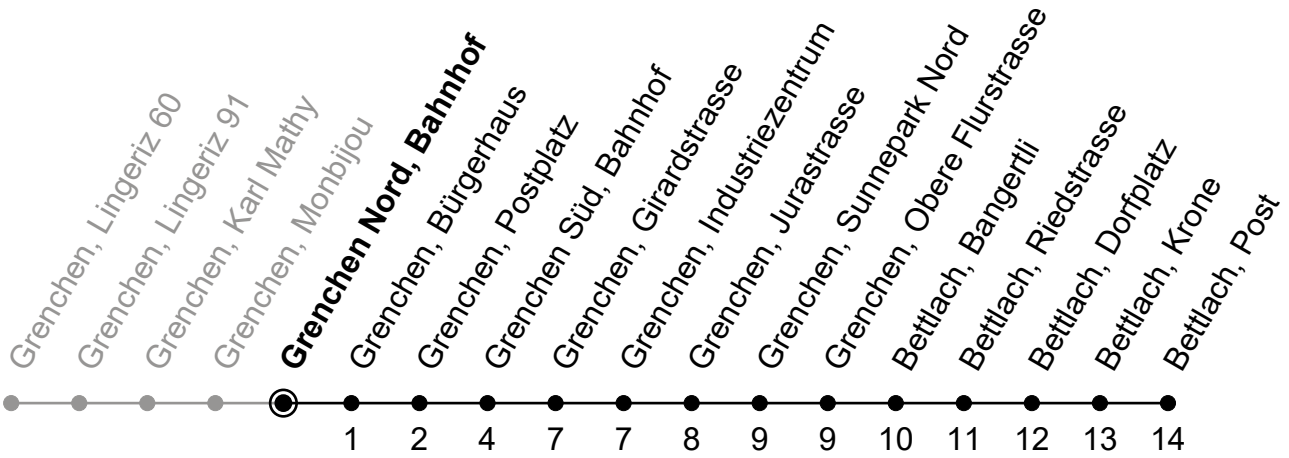 Grenchen, Lingeriz 60
Grenchen, Lingeriz 91
Grenchen, Karl Mathy
Grenchen, Monbijou
Grenchen Nord, Bahnhof
Grenchen, Bürgerhaus
Grenchen, Postplatz
Grenchen Süd, Bahnhof
Grenchen, Girardstrasse
Grenchen, Industriezentrum
Grenchen, Jurastrasse
Grenchen, Sunnepark Nord
Grenchen, Obere Flurstrasse
Bettlach, Bangertli
Bettlach, Riedstrasse
Bettlach, Dorfplatz
Bettlach, Krone
Bettlach, Post
1 2 4 7 7 8 9 9 10 11 12 13 14